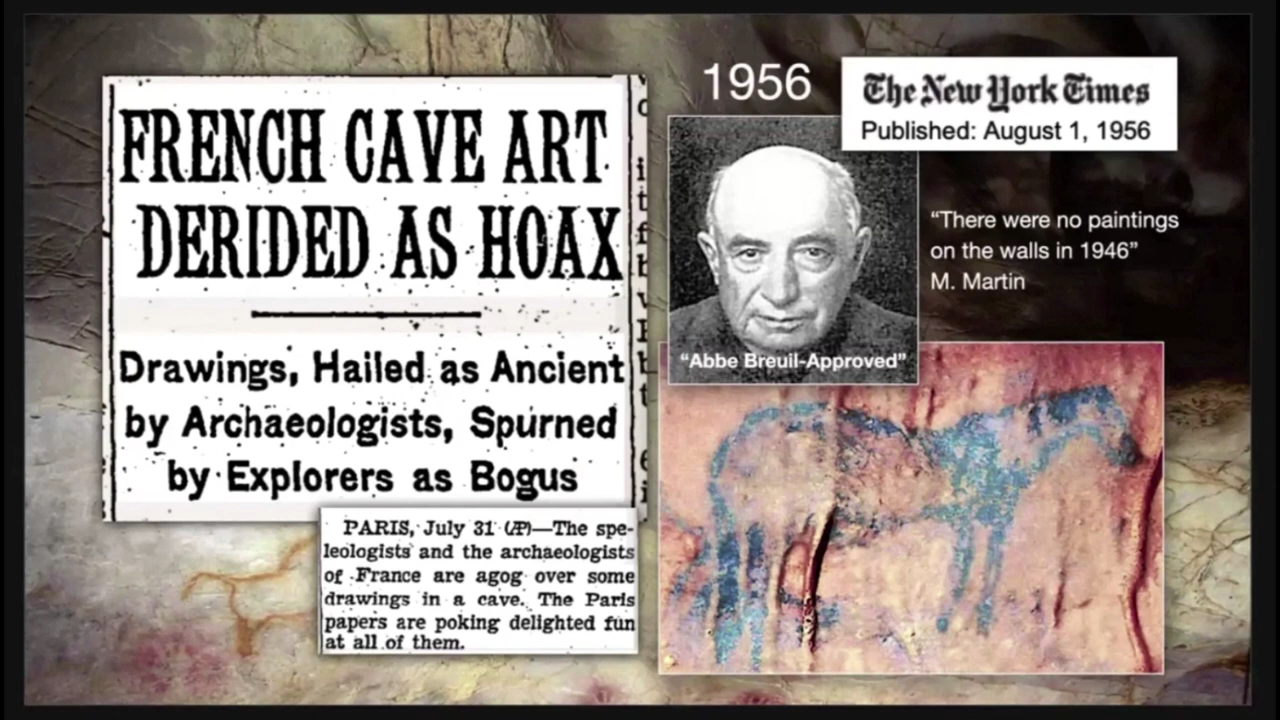 FRENCH CAVE ART
DERIDED AS HOAX
Drawings, Hailed as Ancient
by Archaeologists, Spurned
by Explorers as Bogus
PARIS, July 31 (AP)—The spe-
leologists and the archaeologists
of France are agog over some
drawings in a cave. The Paris
papers are poking delighted fun
at all of them.
1956
The New York Times
Published: August 1, 1956
“There were no paintings
on the walls in 1946”
M. Martin
“Abbe Breuil-Approved”